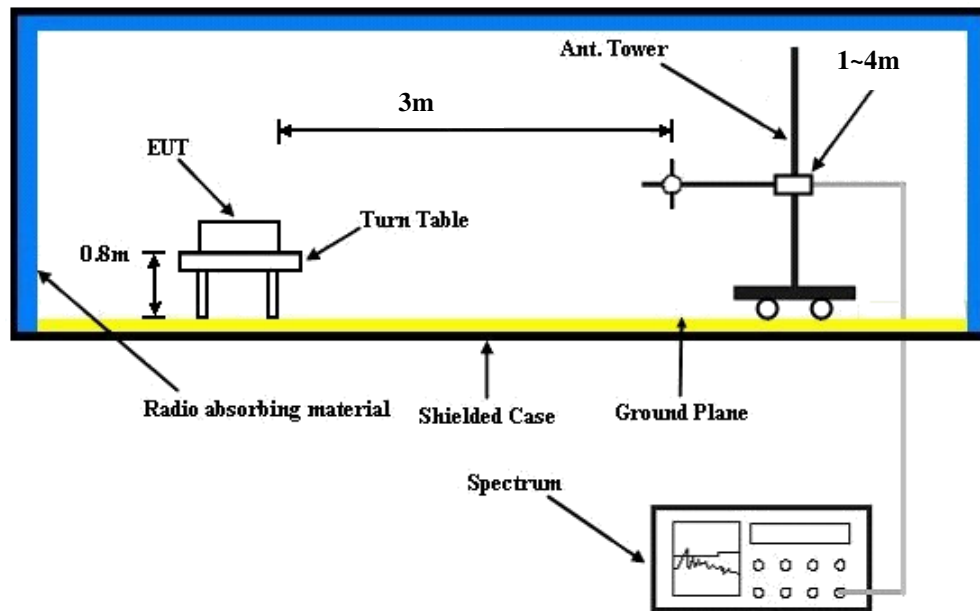 Ant. Tower
1~4m
3m
EUT
Turn Table
0.8m
Radio absorbing material
Shielded Case
Ground Plane
Spectrum